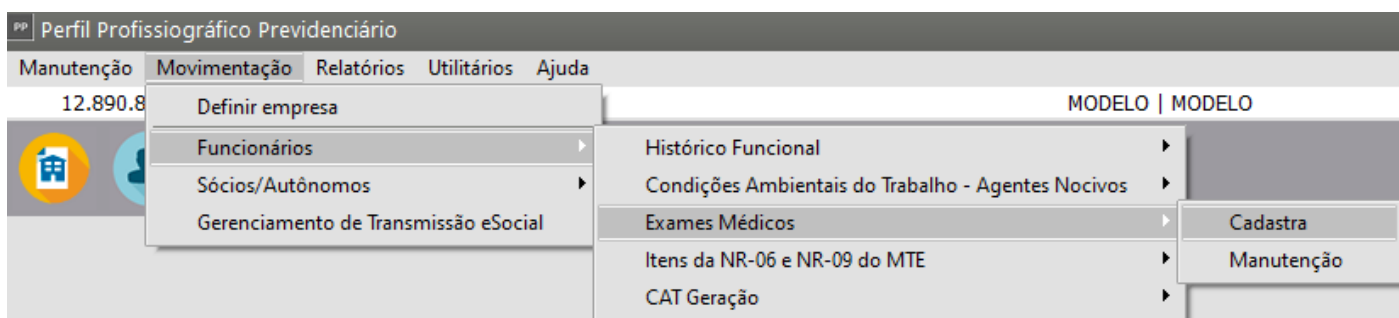 PP Perfil Profissiográfico Previdenciário
Manutenção Movimentação Relatórios Utilitários Ajuda
12.890.8 MODELO | MODELO
Definir empresa
Funcionários
Sócios/Autônomos
Gerenciamento de Transmissão eSocial
Histórico Funcional
Condições Ambientais do Trabalho - Agentes Nocivos
Exames Médicos
Itens da NR-06 e NR-09 do MTE
CAT Geração
Cadastra
Manutenção